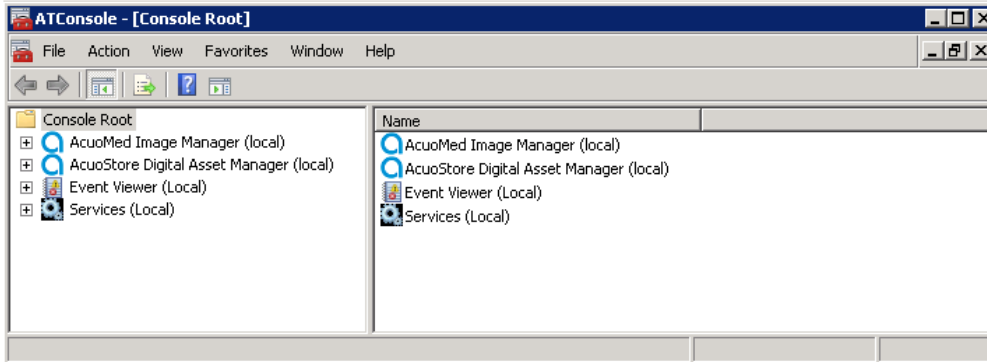 ATConsole - [Console Root]
File Action View Favorites Window Help
Console Root
AcuoMed Image Manager (local)
AcuoStore Digital Asset Manager (local)
Event Viewer (Local)
Services (Local)
Name
AcuoMed Image Manager (local)
AcuoStore Digital Asset Manager (local)
Event Viewer (Local)
Services (Local)